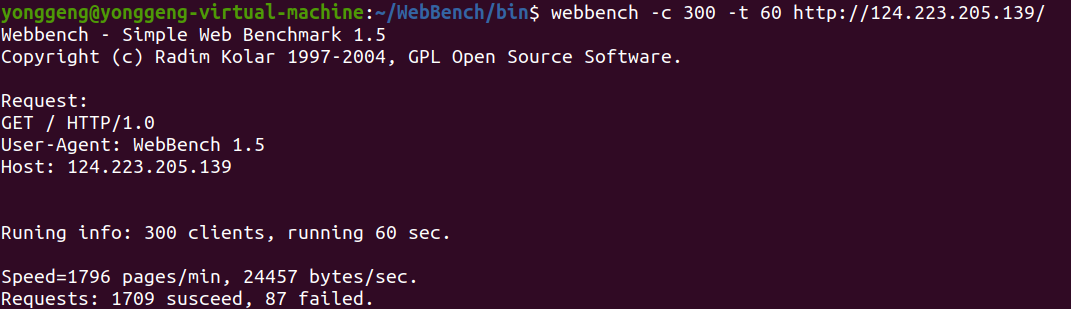 yonggeng@yonggeng-virtual-machine:~/WebBench/bin$ webbench -c 300 -t 60 http://124.223.205.139/
Webbench - Simple Web Benchmark 1.5
Copyright (c) Radim Kolar 1997-2004, GPL Open Source Software.
Request:
GET / HTTP/1.0
User-Agent: WebBench 1.5
Host: 124.223.205.139
Runing info: 300 clients, running 60 sec.
Speed=1796 pages/min, 24457 bytes/sec.
Requests: 1709 susceed, 87 failed.